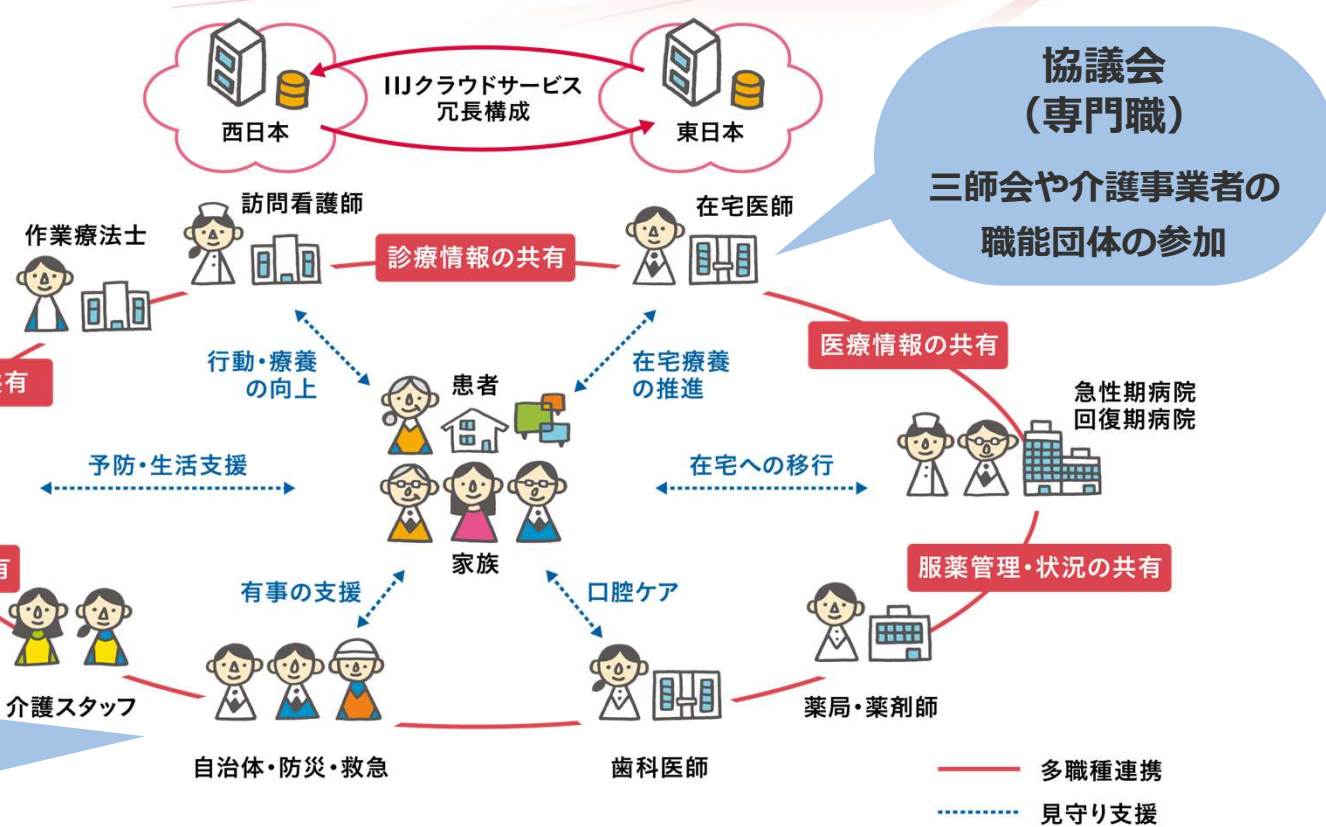 IIJクラウドサービス
冗長構成
西日本
東日本
協議会
（専門職）
三師会や介護事業者の
職能団体の参加
訪問看護師
在宅医師
作業療法士
診療情報の共有
医療情報の共有
行動・療養
の向上
在宅療養
の推進
有
患者
急性期病院
回復期病院
予防・生活支援
在宅への移行
家族
有
服薬管理・状況の共有
有事の支援
口腔ケア
介護スタッフ
薬局・薬剤師
自治体・防災・救急
歯科医師
多職種連携
見守り支援